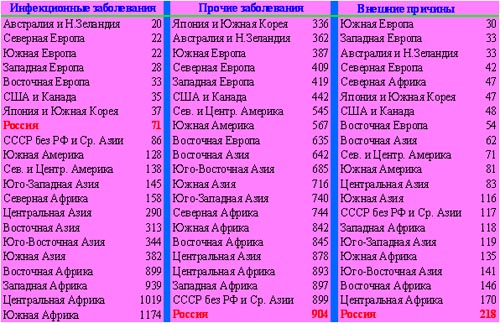 Инфекционные заболевания Прочие заболевания Внешние причины
Австралия и Н.Зеландия 20 Япония и Южная Корея 336 Южная Европа 30
Северная Европа 22 Австралия и Н.Зеландия 362 Западная Европа 33
Южная Европа 22 Южная Европа 387 Австралия и Н.Зеландия 33
Западная Европа 28 Северная Европа 409 Северная Европа 42
Восточная Европа 33 Западная Европа 419 Северная Африка 47
США и Канада 35 США и Канада 442 Япония и Южная Корея 47
Япония и Южная Корея 37 Сев. и Центр. Америка 545 США и Канада 48
Россия 71 Южная Америка 567 Восточная Европа 54
СССР без РФ и Ср. Азии 86 Восточная Европа 635 Восточная Азия 62
Южная Америка 128 Восточная Азия 642 Сев. и Центр. Америка 71
Сев. и Центр. Америка 138 Юго-Восточная Азия 685 Южная Америка 81
Юго-Западная Азия 145 Южная Азия 716 Центральная Азия 83
Северная Африка 158 Юго-Западная Азия 740 Южная Азия 116
Центральная Азия 290 Северная Африка 744 СССР без РФ и Ср. Азии 117
Восточная Азия 313 Южная Африка 842 Западная Африка 118
Юго-Восточная Азия 344 Восточная Африка 845 Юго-Западная Азия 119
Южная Азия 382 Центральная Азия 878 Южная Африка 135
Восточная Африка 899 Центральная Африка 893 Юго-Восточная Азия 141
Западная Африка 939 Западная Африка 897 Восточная Африка 146
Центральная Африка 1019 СССР без РФ и Ср. Азии 899 Центральная Африка 170
Южная Африка 1174 Россия 904 Россия 218